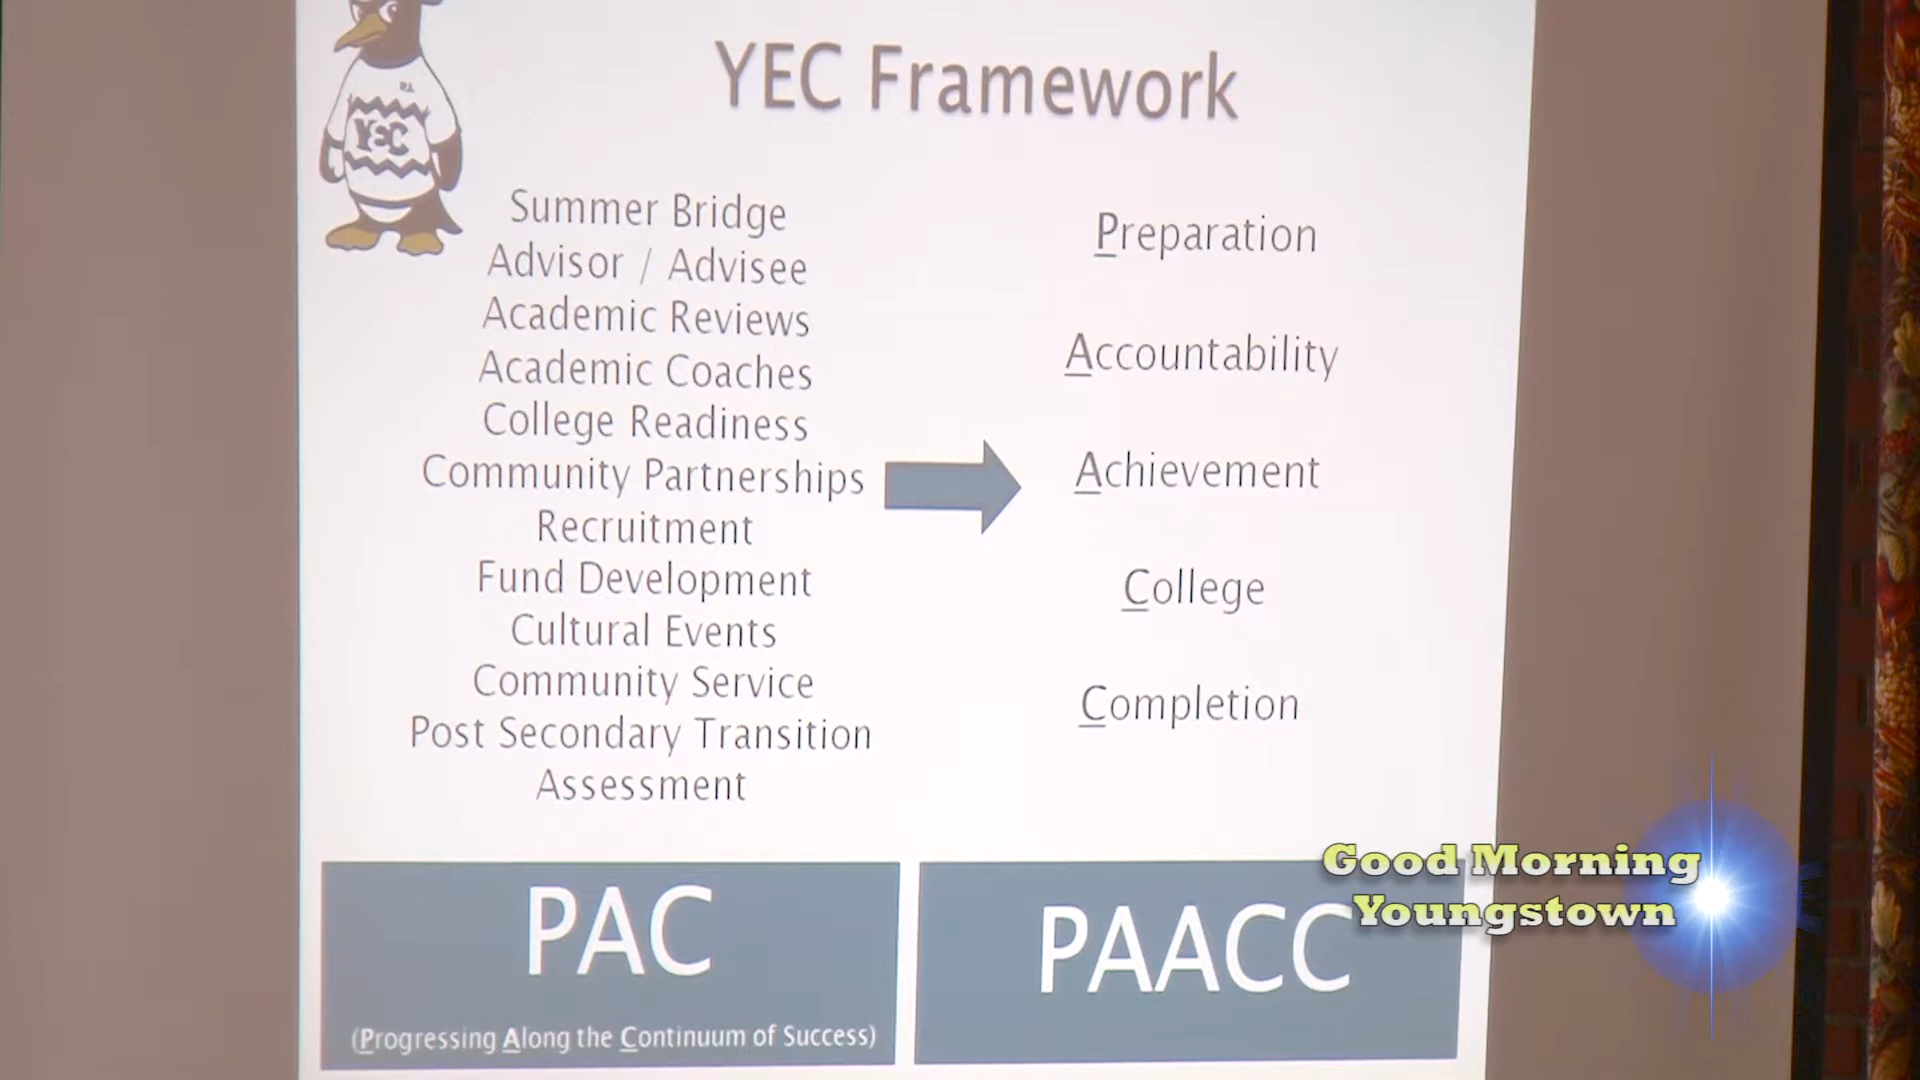 YEC Framework
YEC
Summer Bridge
Advisor / Advisee
Academic Reviews
Academic Coaches
College Readiness
Community Partnerships
Recruitment
Fund Development
Cultural Events
Community Service
Post Secondary Transition
Assessment
Preparation
Accountability
Achievement
College
Completion
PAC
(Progressing Along the Continuum of Success)
PAACC
Good Morning
Youngstown